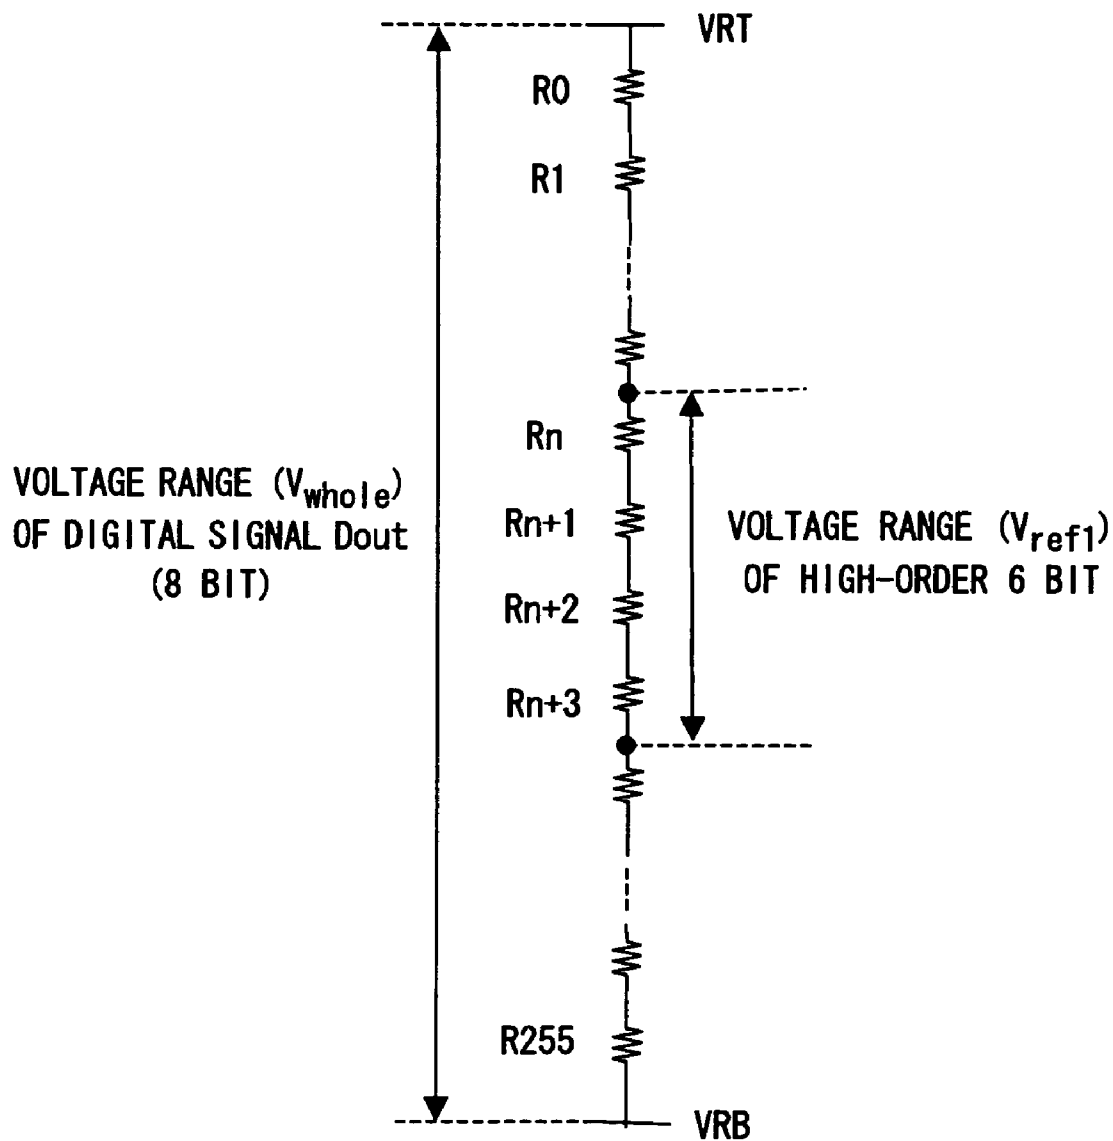 VRT
R0
R1
Rn
VOLTAGE RANGE (Vwhole)
OF DIGITAL SIGNAL Dout
(8 BIT)
Rn+1
VOLTAGE RANGE (Vref1)
OF HIGH-ORDER 6 BIT
Rn+2
Rn+3
R255
VRB